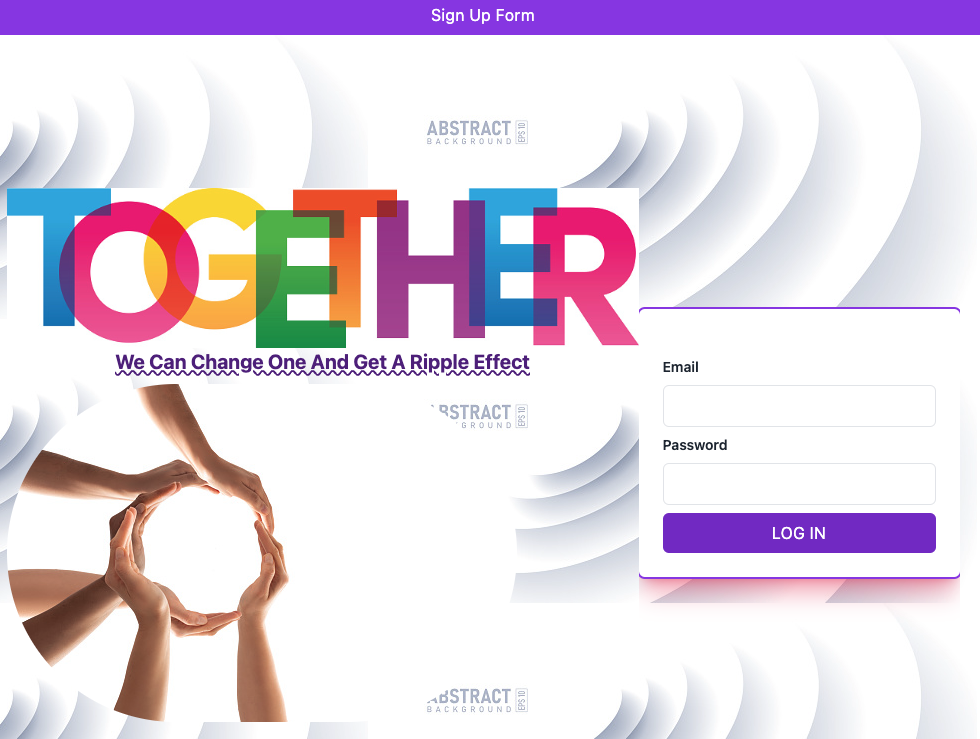 Sign Up Form
ABSTRACT
BACKGROUND
EPS 10
TOGETHER
We Can Change One And Get A Ripple Effect
Email
ABSTRACT
EPS 10
Password
LOG IN
ABSTRACT
BACKGROUND
EPS 10